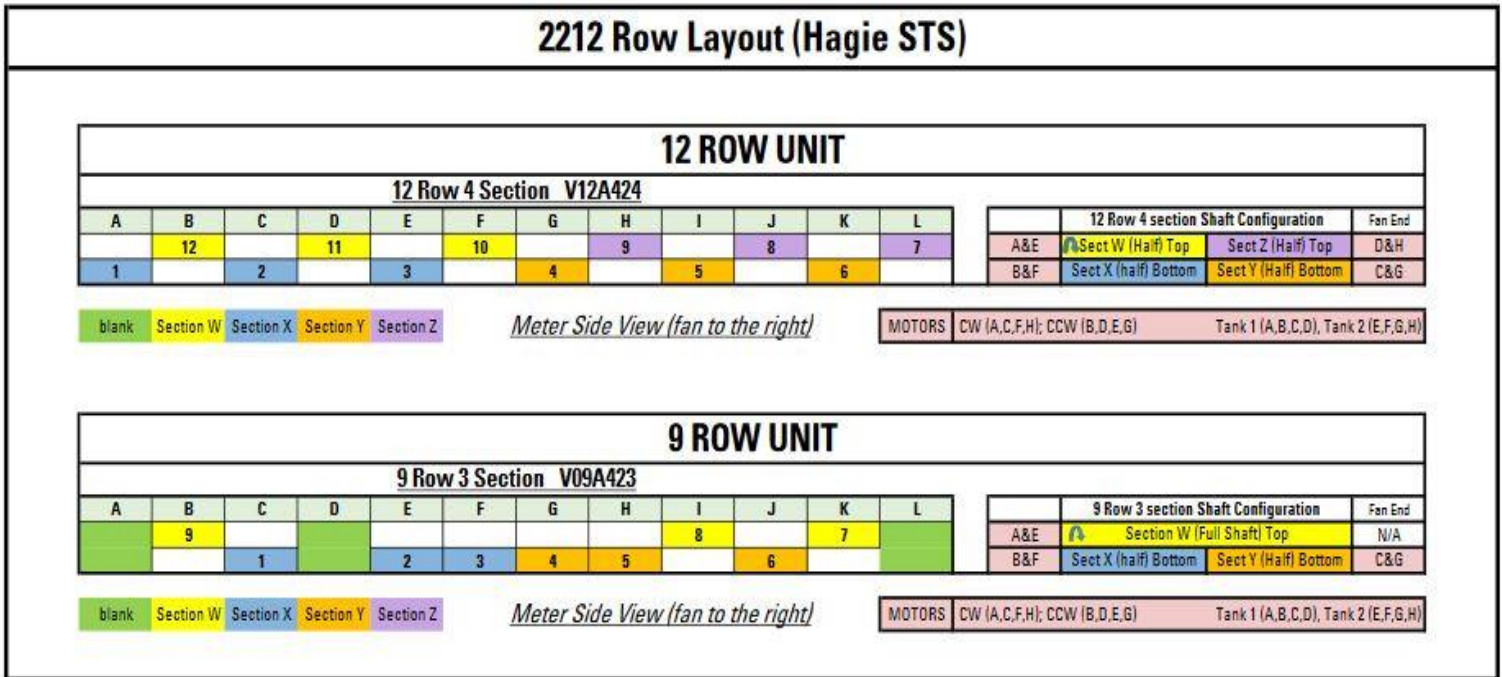 2212 Row Layout (Hagie STS)
12 ROW UNIT
12 Row 4 Section V12A424
A B C D E F G H I J K L
12 11 10 9 8 7
1 2 3 4 5 6
12 Row 4 section Shaft Configuration Fan End
A&E Sect W (Half) Top Sect Z (Half) Top D&H
B&F Sect X (half) Bottom Sect Y (Half) Bottom C&G
blank Section W Section X Section Y Section Z
Meter Side View (fan to the right)
MOTORS CW (A,C,F,H); CCW (B,D,E,G) Tank 1 (A,B,C,D), Tank 2 (E,F,G,H)
9 ROW UNIT
9 Row 3 Section V09A423
A B C D E F G H I J K L
9 8 7
1 2 3 4 5 6
9 Row 3 section Shaft Configuration Fan End
A&E Section W (Full Shaft) Top N/A
B&F Sect X (half) Bottom Sect Y (Half) Bottom C&G
blank Section W Section X Section Y Section Z
Meter Side View (fan to the right)
MOTORS CW (A,C,F,H); CCW (B,D,E,G) Tank 1 (A,B,C,D), Tank 2 (E,F,G,H)